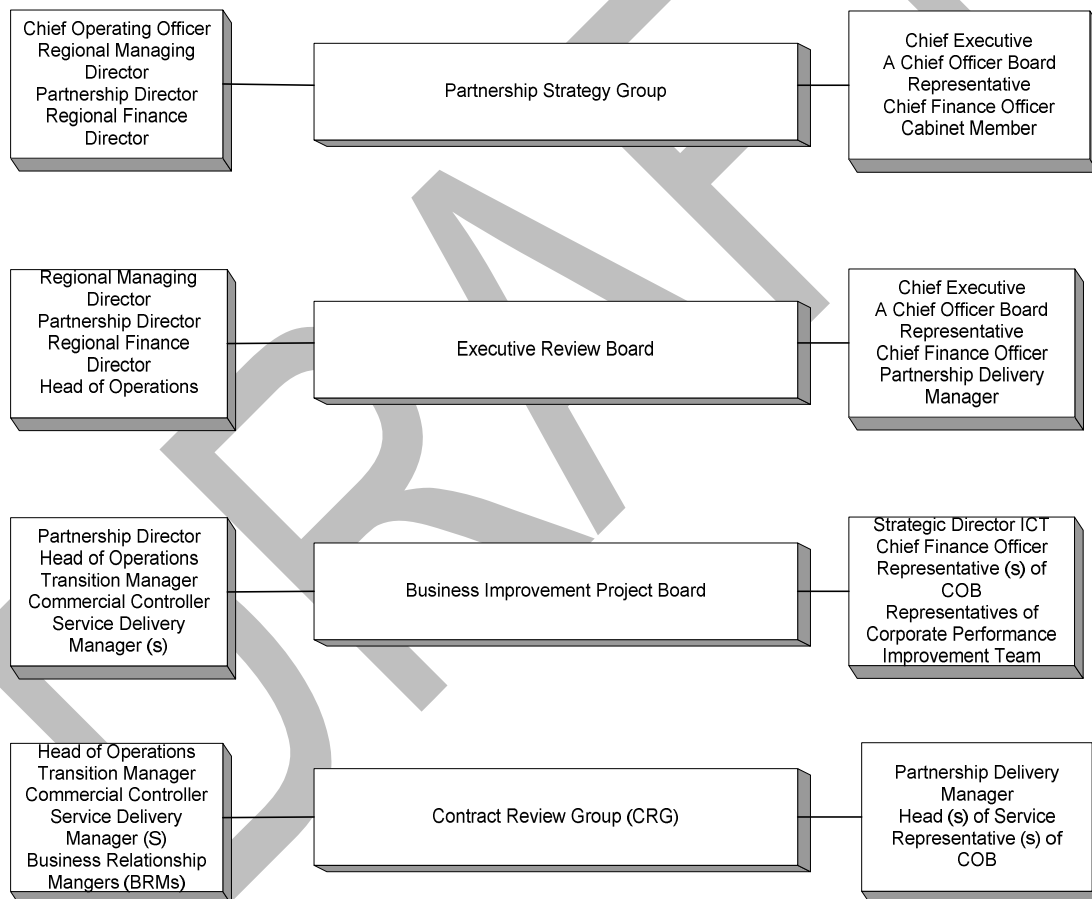 Chief Operating Officer
Regional Managing
Director
Partnership Director
Regional Finance
Director
Partnership Strategy Group
Chief Executive
A Chief Officer Board
Representative
Chief Finance Officer
Cabinet Member
Regional Managing
Director
Partnership Director
Regional Finance
Director
Head of Operations
Executive Review Board
Chief Executive
A Chief Officer Board
Representative
Chief Finance Officer
Partnership Delivery
Manager
Partnership Director
Head of Operations
Transition Manager
Commercial Controller
Service Delivery
Manager (s)
Business Improvement Project Board
Strategic Director ICT
Chief Finance Officer
Representative (s) of
COB
Representatives of
Corporate Performance
Improvement Team
Head of Operations
Transition Manager
Commercial Controller
Service Delivery
Manager (S)
Business Relationship
Mangers (BRMs)
Contract Review Group (CRG)
Partnership Delivery
Manager
Head (s) of Service
Representative (s) of
COB
DRAF